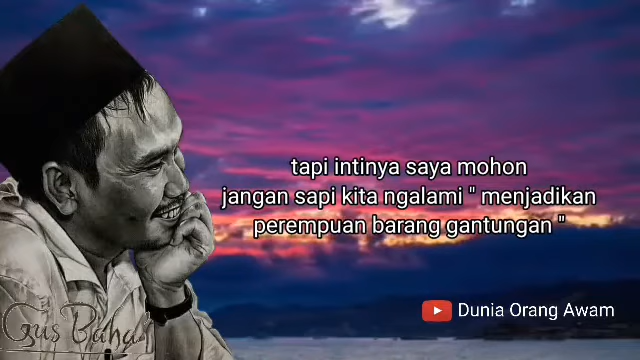 tapi intinya saya mohon
jangan sapi kita ngalami " menjadikan
perempuan barang gantungan "
Dunia Orang Awam
Gus Baha'